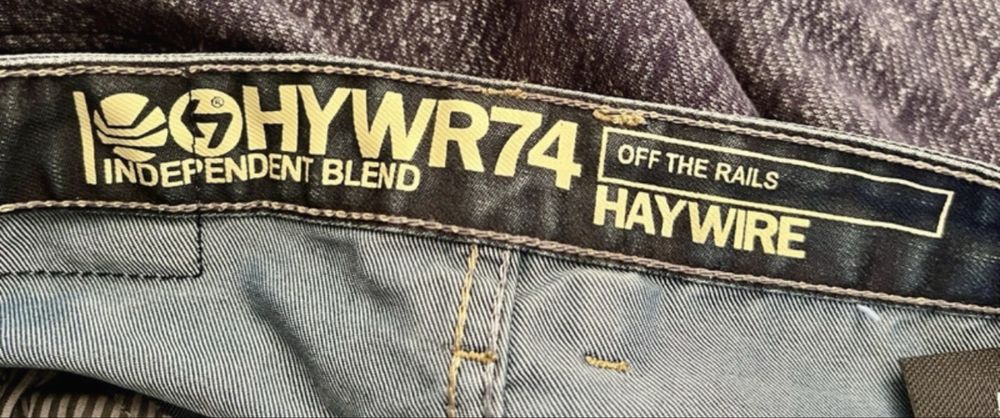 HYWR74
INDEPENDENT BLEND
OFF THE RAILS
HAYWIRE